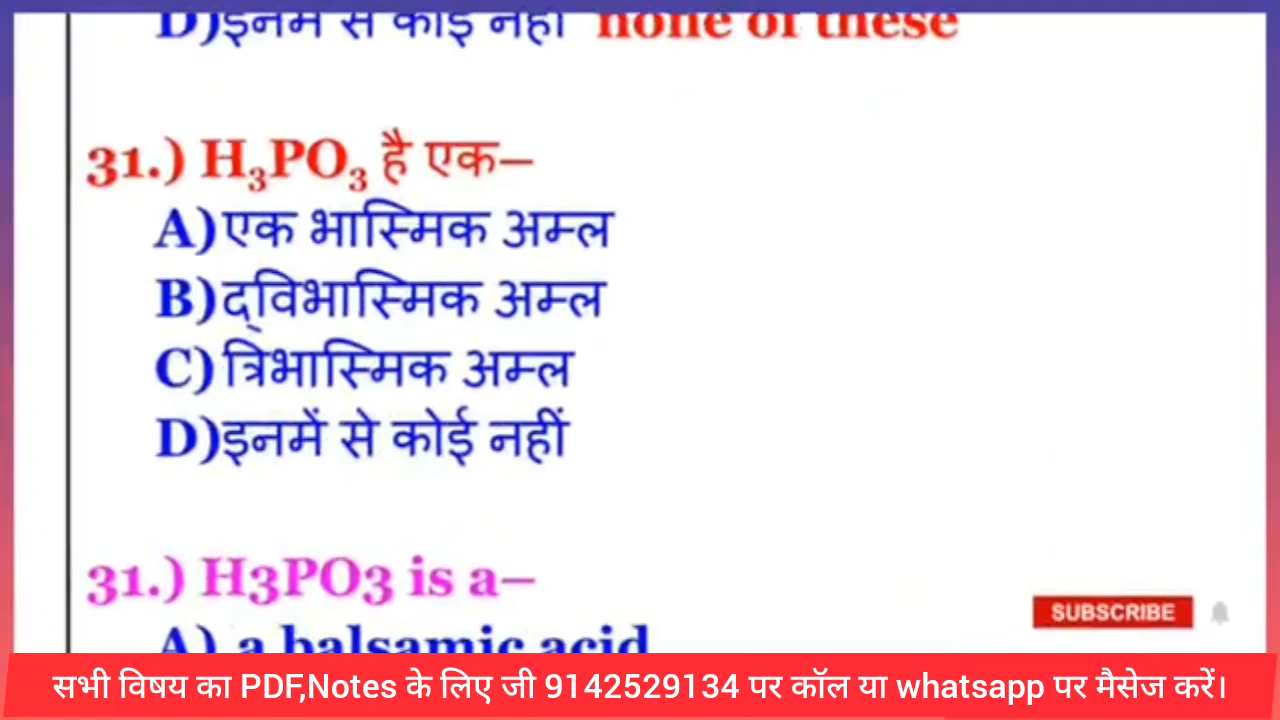 D)इनमें से कोई नहीं none of these
31.) H₃PO₃ है एक–
A)एक भास्मिक अम्ल
B)द्विभास्मिक अम्ल
C)त्रिभास्मिक अम्ल
D)इनमें से कोई नहीं
31.) H3PO3 is a–
A) a balsamic acid
SUBSCRIBE
सभी विषय का PDF,Notes के लिए जी 9142529134 पर कॉल या whatsapp पर मैसेज करें।